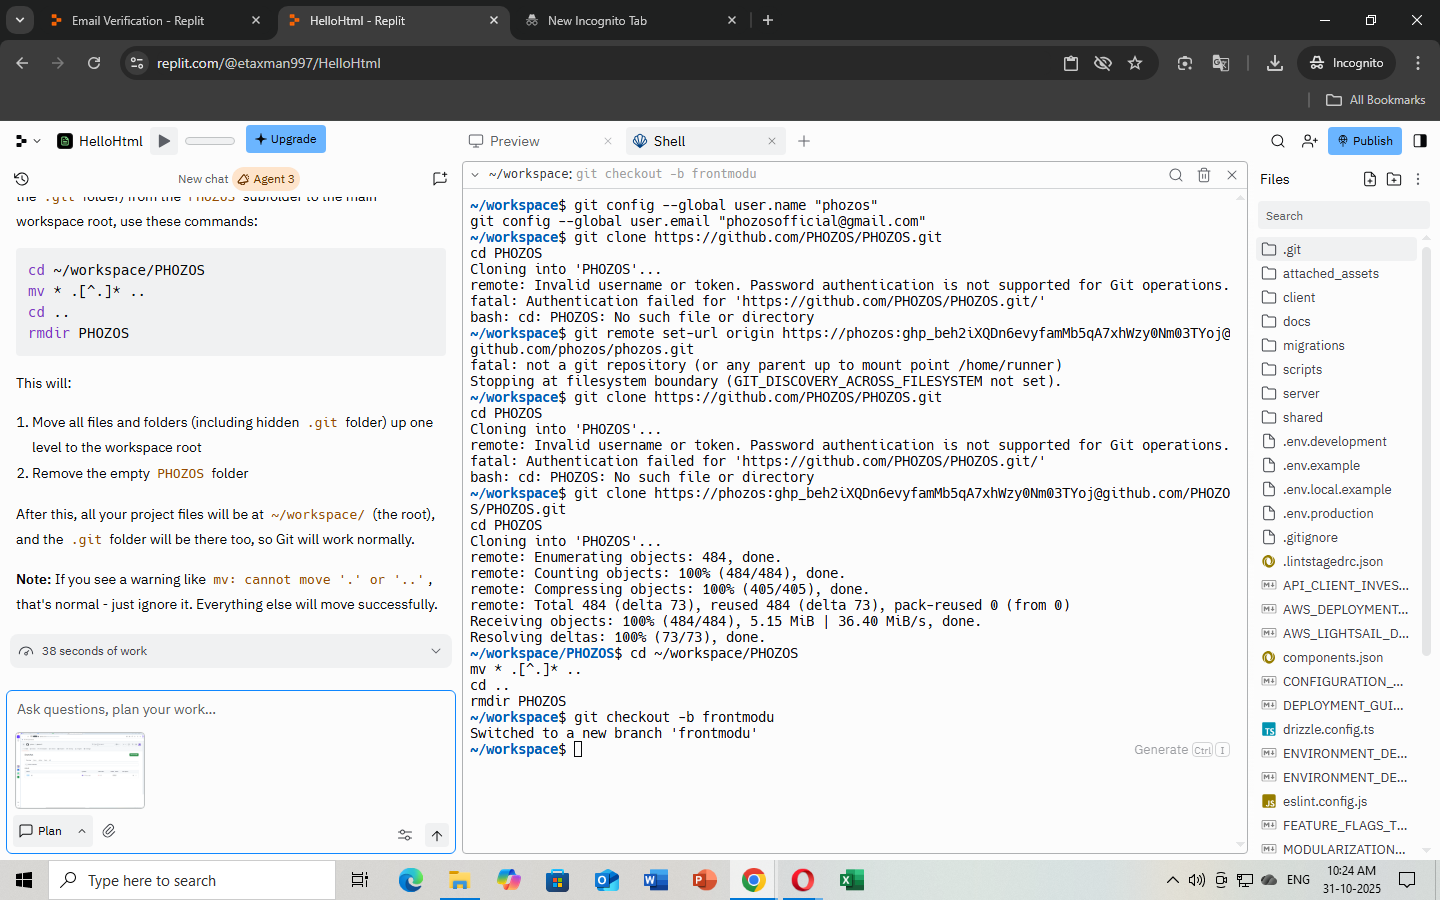 Email Verification - Replit
HelloHtml - Replit
New Incognito Tab
replit.com/@etaxman997/HelloHtml
Incognito
All Bookmarks
HelloHtml
Upgrade
Preview
Shell
Publish
New chat
Agent 3
~/workspace: git checkout -b frontmodu
Files
Search
the .git folder) from the PHOZOS subfolder to the main
workspace root, use these commands:
cd ~/workspace/PHOZOS
mv * .[^.]* ..
cd ..
rmdir PHOZOS
This will:
1. Move all files and folders (including hidden .git folder) up one
level to the workspace root
2. Remove the empty PHOZOS folder
After this, all your project files will be at ~/workspace/ (the root),
and the .git folder will be there too, so Git will work normally.
Note: If you see a warning like mv: cannot move '.' or '..',
that's normal - just ignore it. Everything else will move successfully.
38 seconds of work
Ask questions, plan your work...
Plan
~/workspace$ git config --global user.name "phozos"
git config --global user.email "phozosofficial@gmail.com"
~/workspace$ git clone https://github.com/PHOZOS/PHOZOS.git
cd PHOZOS
Cloning into 'PHOZOS'...
remote: Invalid username or token. Password authentication is not supported for Git operations.
fatal: Authentication failed for 'https://github.com/PHOZOS/PHOZOS.git/'
bash: cd: PHOZOS: No such file or directory
~/workspace$ git remote set-url origin https://phozos: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@
github.com/phozos/phozos.git
fatal: not a git repository (or any parent up to mount point /home/runner)
Stopping at filesystem boundary (GIT_DISCOVERY_ACROSS_FILESYSTEM not set).
~/workspace$ git clone https://github.com/PHOZOS/PHOZOS.git
cd PHOZOS
Cloning into 'PHOZOS'...
remote: Invalid username or token. Password authentication is not supported for Git operations.
fatal: Authentication failed for 'https://github.com/PHOZOS/PHOZOS.git/'
bash: cd: PHOZOS: No such file or directory
~/workspace$ git clone https://phozos: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@github.com/PHOZO
S/PHOZOS.git
cd PHOZOS
Cloning into 'PHOZOS'...
remote: Enumerating objects: 484, done.
remote: Counting objects: 100% (484/484), done.
remote: Compressing objects: 100% (405/405), done.
remote: Total 484 (delta 73), reused 484 (delta 73), pack-reused 0 (from 0)
Receiving objects: 100% (484/484), 5.15 MiB | 36.40 MiB/s, done.
Resolving deltas: 100% (73/73), done.
~/workspace/PHOZOS$ cd ~/workspace/PHOZOS
mv * .[^.]* ..
cd ..
rmdir PHOZOS
~/workspace$ git checkout -b frontmodu
Switched to a new branch 'frontmodu'
~/workspace$
Generate Ctrl I
.git
attached_assets
client
docs
migrations
scripts
server
shared
.env.development
.env.example
.env.local.example
.env.production
.gitignore
.lintstagedrc.json
API_CLIENT_INVES...
AWS_DEPLOYMENT...
AWS_LIGHTSAIL_D...
components.json
CONFIGURATION_...
DEPLOYMENT_GUI...
drizzle.config.ts
ENVIRONMENT_DE...
ENVIRONMENT_DE...
eslint.config.js
FEATURE_FLAGS_T...
MODULARIZATION...
Type here to search
ENG
10:24 AM
31-10-2025